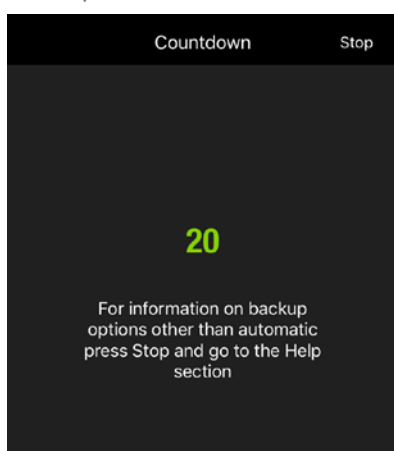 Countdown Stop
20
For information on backup
options other than automatic
press Stop and go to the Help
section